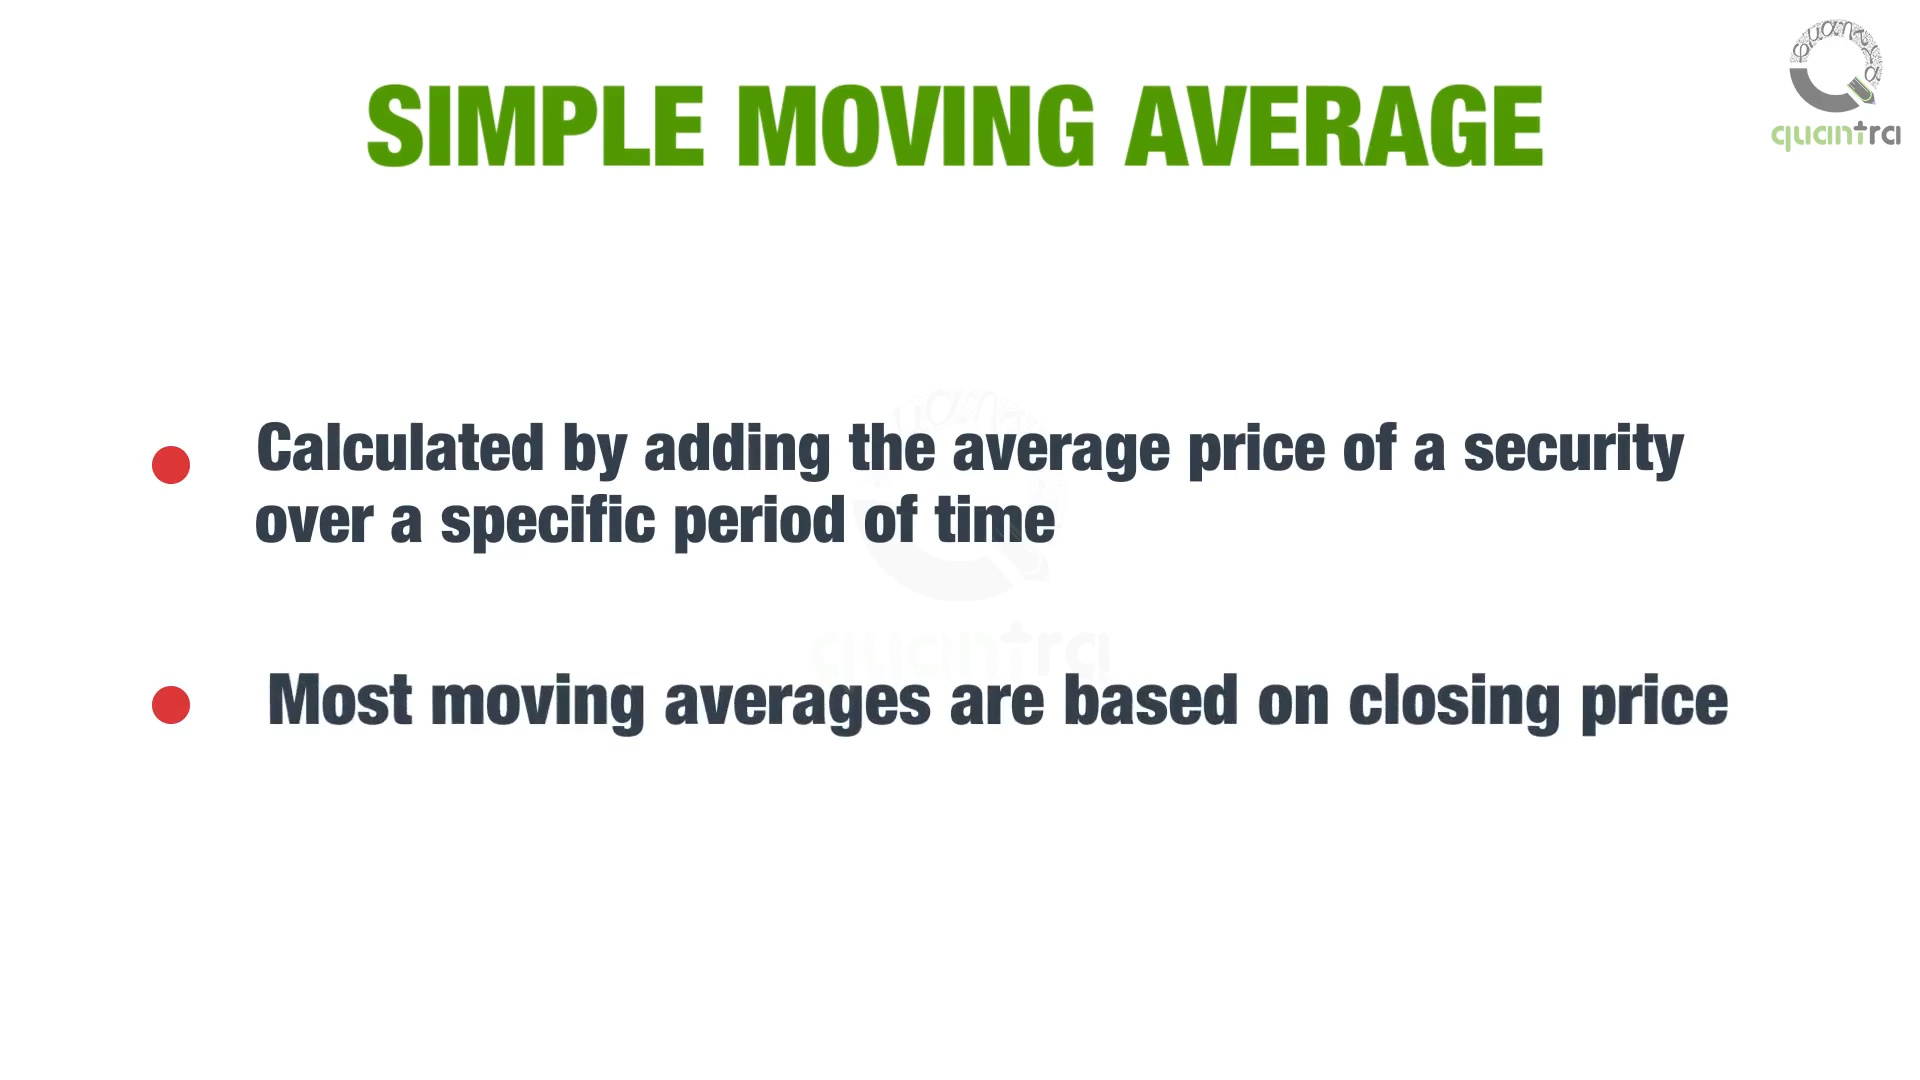 SIMPLE MOVING AVERAGE
quantra
Calculated by adding the average price of a security
over a specific period of time
quantra
Most moving averages are based on closing price